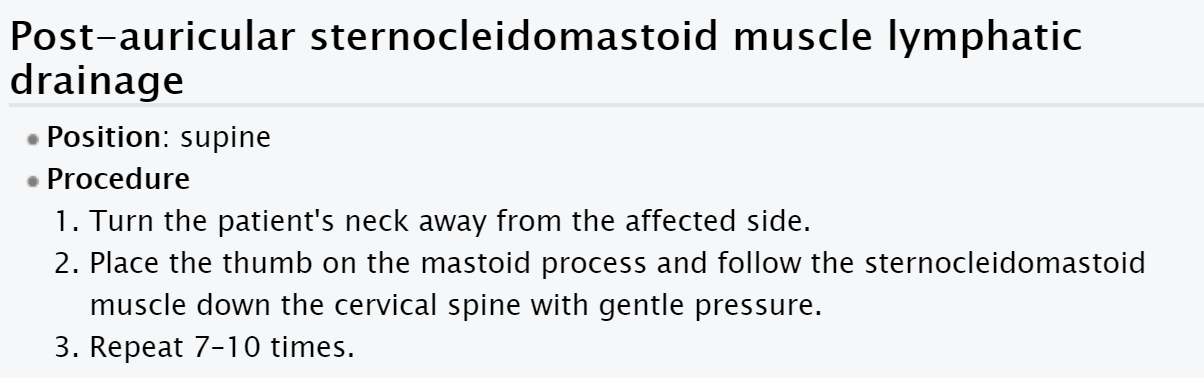 Post-auricular sternocleidomastoid muscle lymphatic
drainage
Position: supine
Procedure
1. Turn the patient's neck away from the affected side.
2. Place the thumb on the mastoid process and follow the sternocleidomastoid
muscle down the cervical spine with gentle pressure.
3. Repeat 7–10 times.